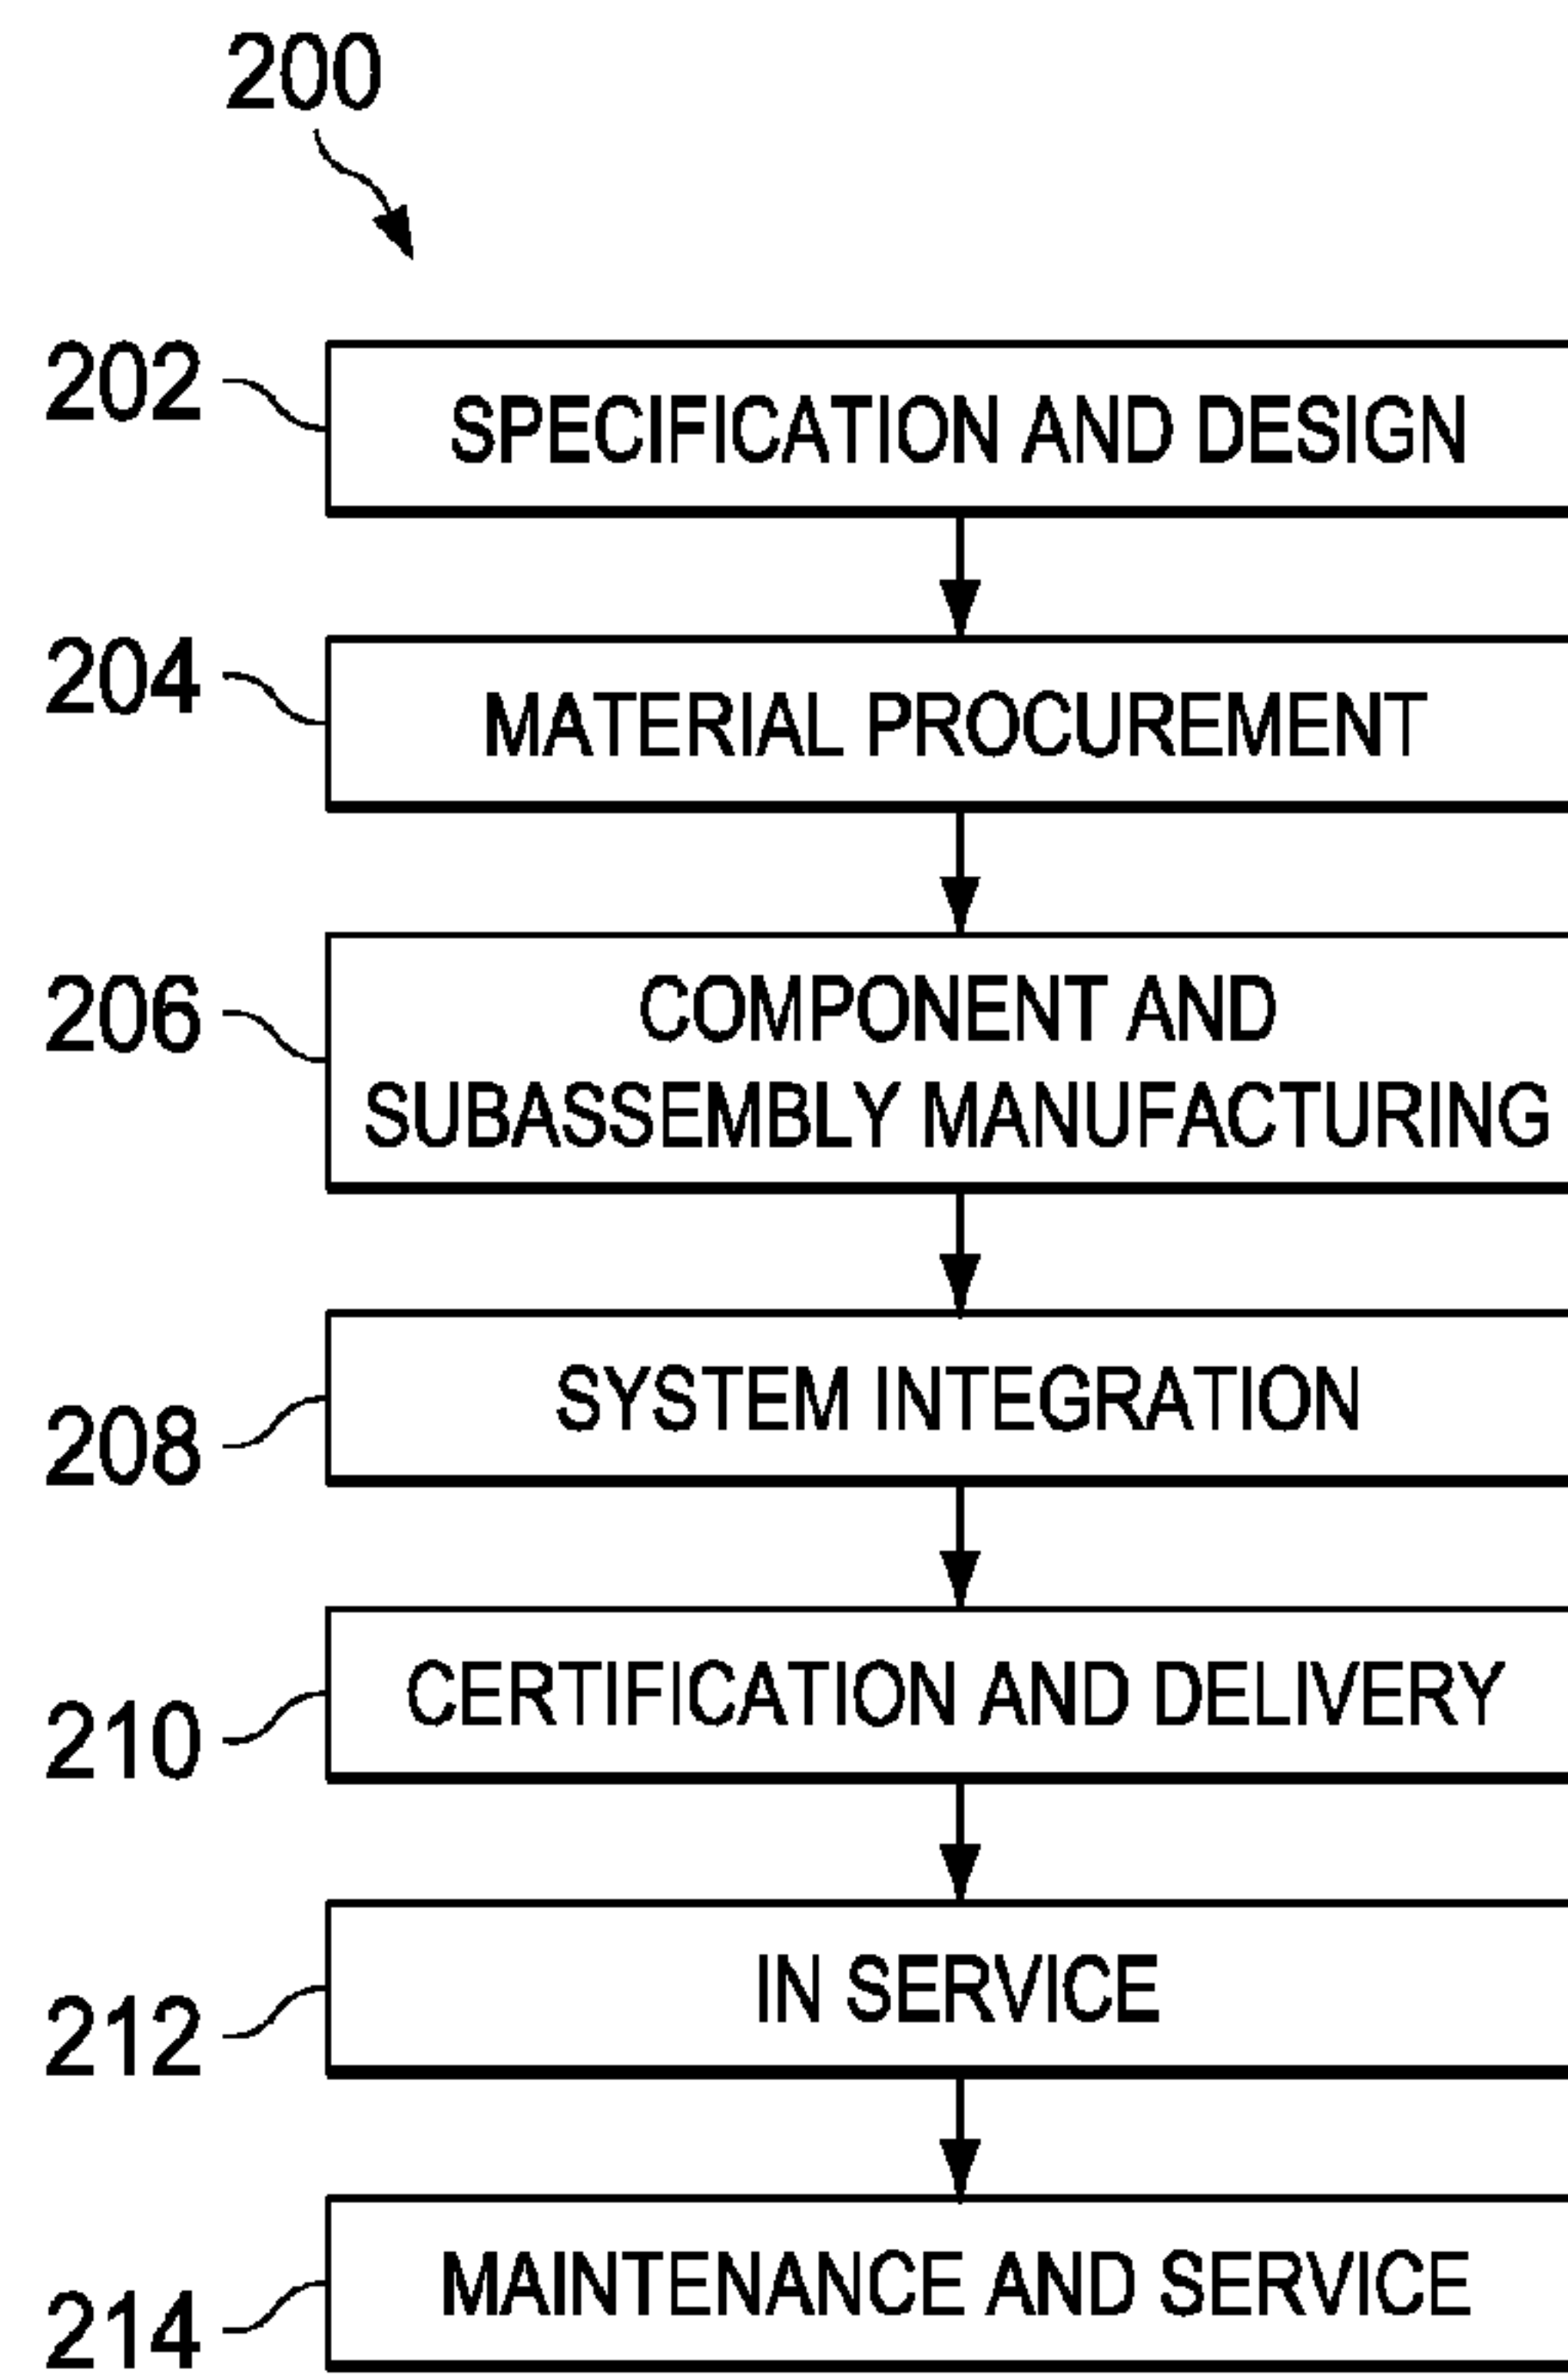 200
202
SPECIFICATION AND DESIGN
204
MATERIAL PROCUREMENT
206
COMPONENT AND
SUBASSEMBLY MANUFACTURING
208
SYSTEM INTEGRATION
210
CERTIFICATION AND DELIVERY
212
IN SERVICE
214
MAINTENANCE AND SERVICE